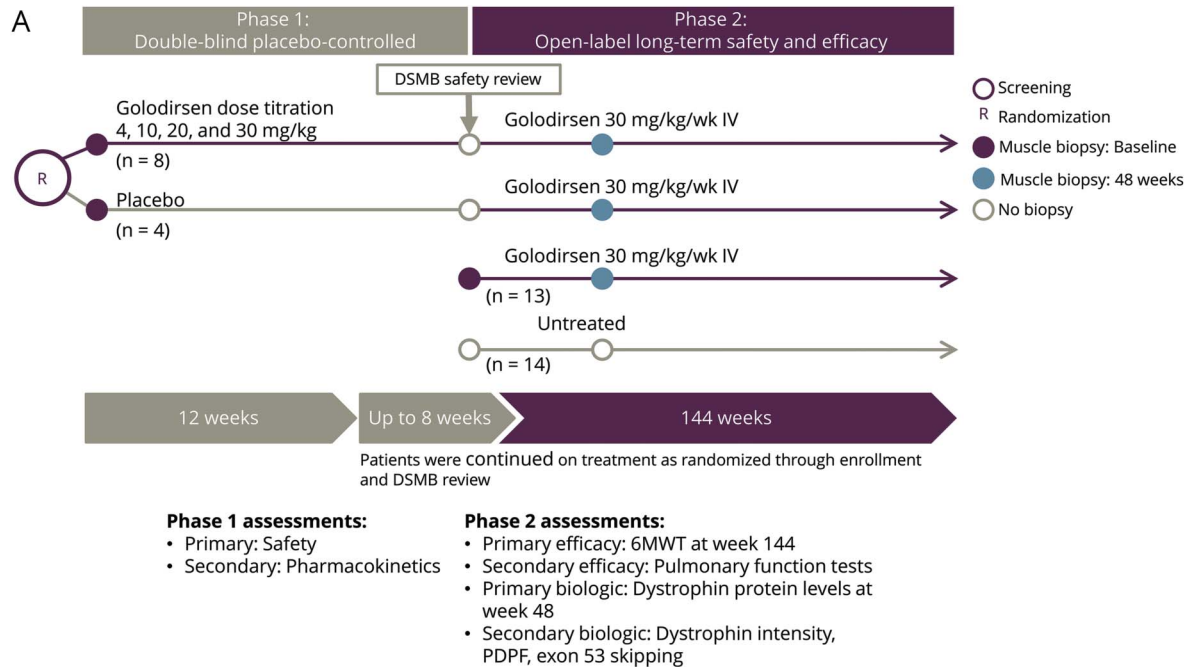 A
Phase 1:
Double-blind placebo-controlled
Phase 2:
Open-label long-term safety and efficacy
DSMB safety review
Golodirsen dose titration
4, 10, 20, and 30 mg/kg
(n = 8)
Golodirsen 30 mg/kg/wk IV
R
Placebo
(n = 4)
Golodirsen 30 mg/kg/wk IV
Golodirsen 30 mg/kg/wk IV
(n = 13)
Untreated
(n = 14)
Screening
R Randomization
Muscle biopsy: Baseline
Muscle biopsy: 48 weeks
No biopsy
12 weeks
Up to 8 weeks
144 weeks
Patients were continued on treatment as randomized through enrollment
and DSMB review
Phase 1 assessments:
• Primary: Safety
• Secondary: Pharmacokinetics
Phase 2 assessments:
• Primary efficacy: 6MWT at week 144
• Secondary efficacy: Pulmonary function tests
• Primary biologic: Dystrophin protein levels at
week 48
• Secondary biologic: Dystrophin intensity,
PDPF, exon 53 skipping